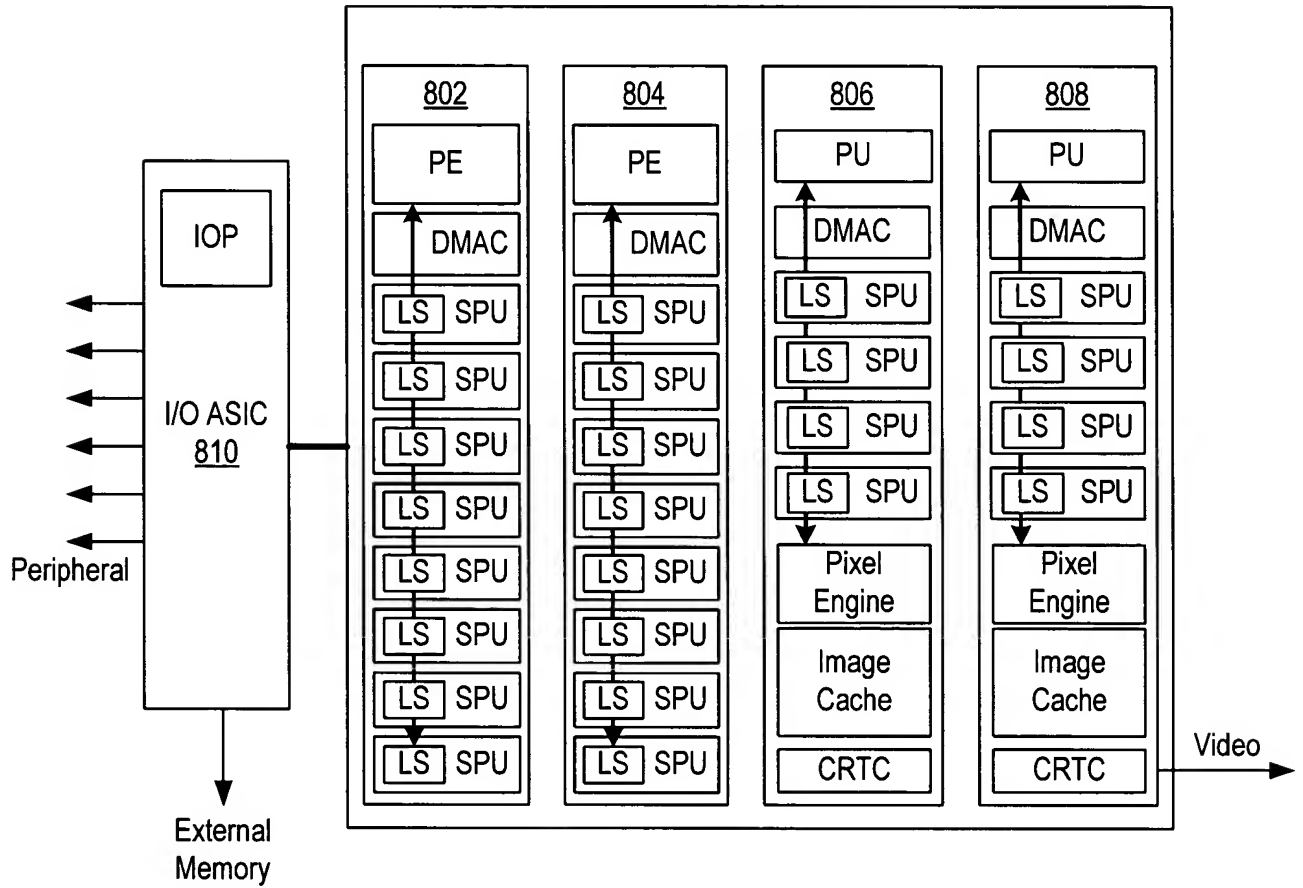 802
PE
DMAC
LS SPU
LS SPU
LS SPU
LS SPU
LS SPU
LS SPU
LS SPU
LS SPU
804
PE
DMAC
LS SPU
LS SPU
LS SPU
LS SPU
LS SPU
LS SPU
LS SPU
LS SPU
806
PU
DMAC
LS SPU
LS SPU
LS SPU
LS SPU
Pixel
Engine
Image
Cache
CRTC
808
PU
DMAC
LS SPU
LS SPU
LS SPU
LS SPU
Pixel
Engine
Image
Cache
CRTC
IOP
I/O ASIC
810
Peripheral
External
Memory
Video